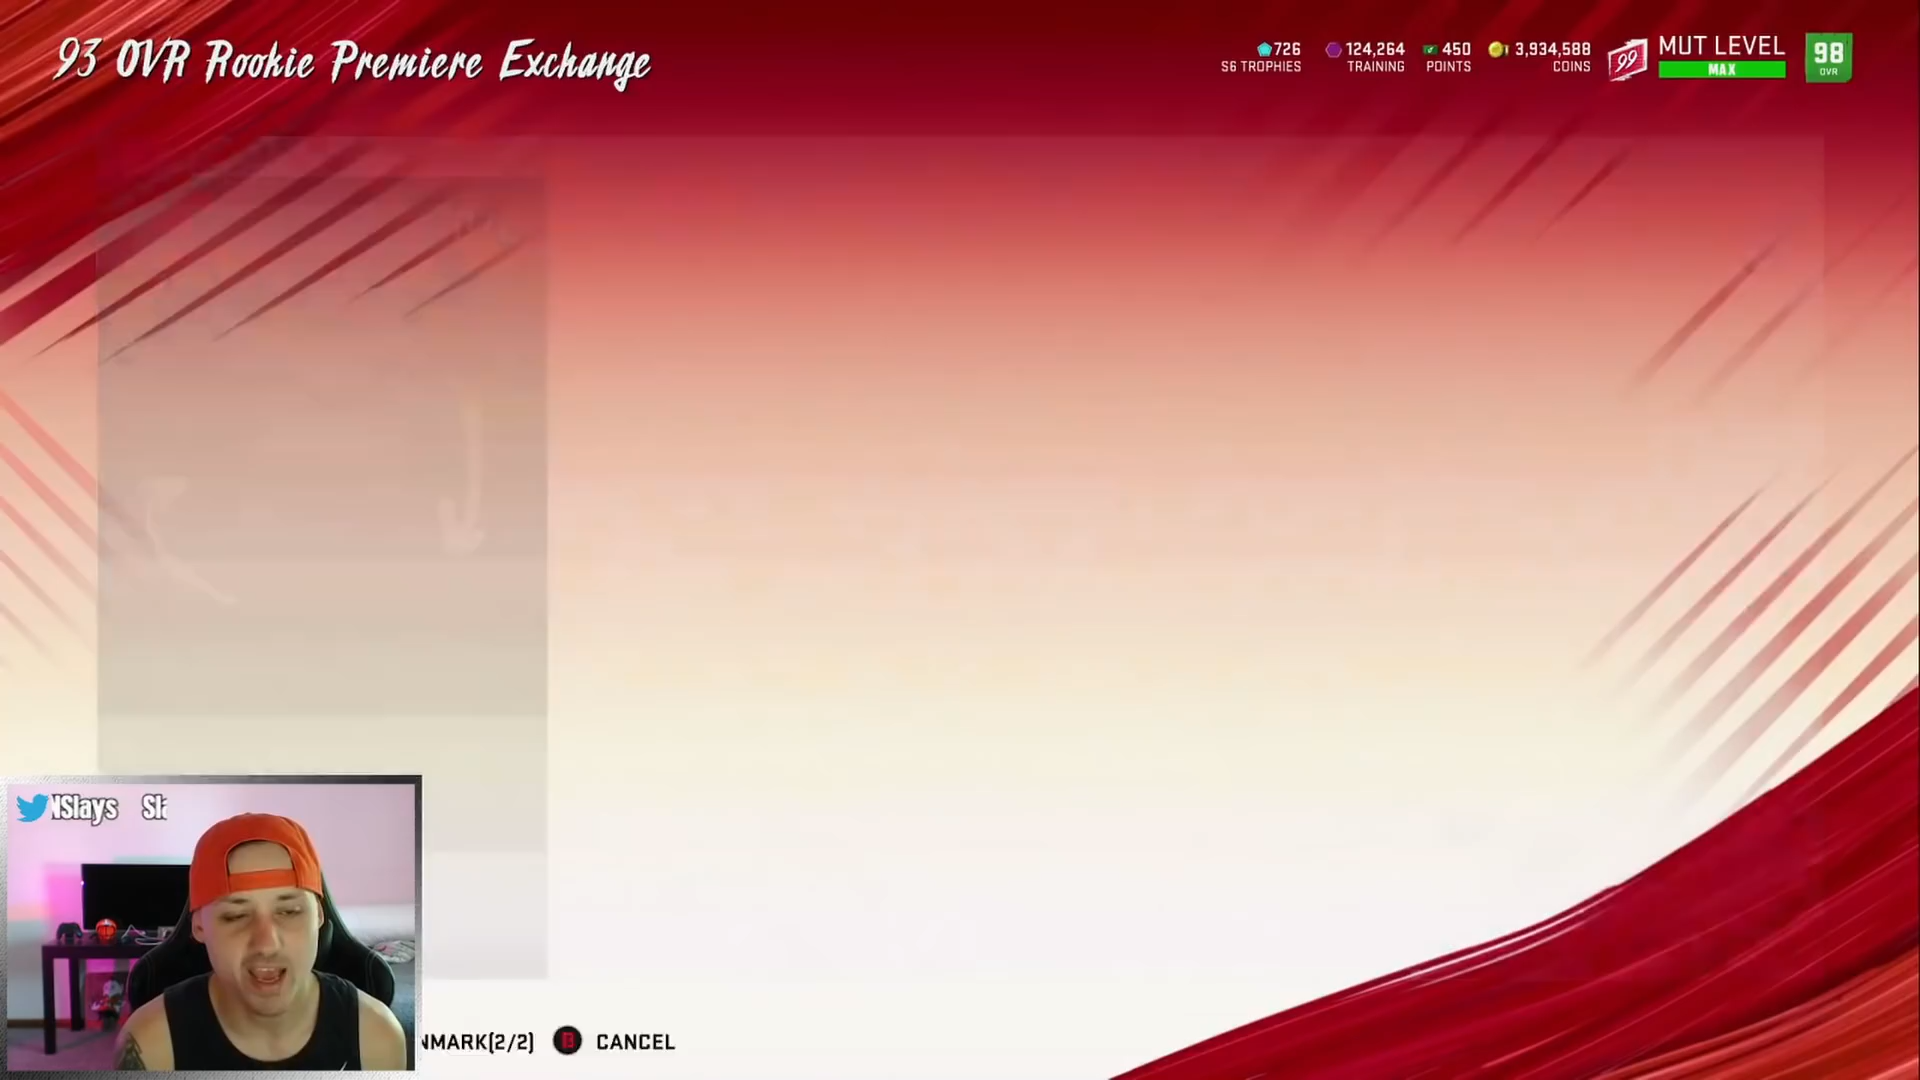 93 OVR Rookie Premiere Exchange
726
S6 TROPHIES
124,264
TRAINING
450
POINTS
3,934,588
COINS
99
MUT LEVEL
MAX
98
OVR
NSlays Sl
NMARK(2/2)
B CANCEL